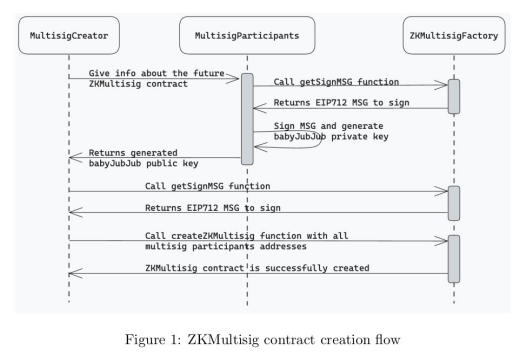 MultisigCreator
MultisigParticipants
ZKMultisigFactory
Give info about the future
ZKMultisig contract
Call getSignMSG function
Returns EIP712 MSG to sign
Sign MSG and generate
babyJubJub private key
Returns generated
babyJubJub public key
Call getSignMSG function
Returns EIP712 MSG to sign
Call createZKMultisig function with all
multisig participants addresses
ZKMultisig contract is successfully created
Figure 1: ZKMultisig contract creation flow